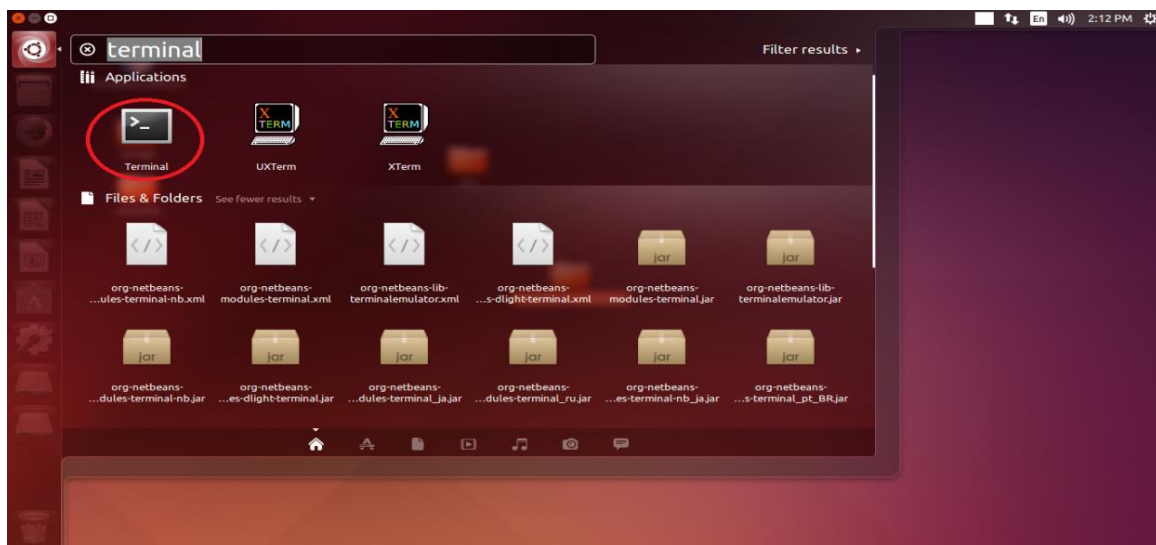 En 2:12 PM
terminal
Filter results
Applications
>_
X
TERM
X
TERM
Terminal UXTerm XTerm
Files & Folders See fewer results
</> </> </> </> jar jar
org-netbeans- org-netbeans- org-netbeans-lib- org-netbeans- org-netbeans- org-netbeans-lib-
...ules-terminal-nb.xml modules-terminal.xml terminalemulator.xml ...s-dlight-terminal.xml modules-terminal.jar terminalemulator.jar
jar jar jar jar jar jar
org-netbeans- org-netbeans- org-netbeans- org-netbeans- org-netbeans- org-netbeans-
...dules-terminal-nb.jar ...es-dlight-terminal.jar ...dules-terminal_ja.jar ...dules-terminal_ru.jar ...es-terminal-nb_ja.jar ...s-terminal_pt_BR.jar